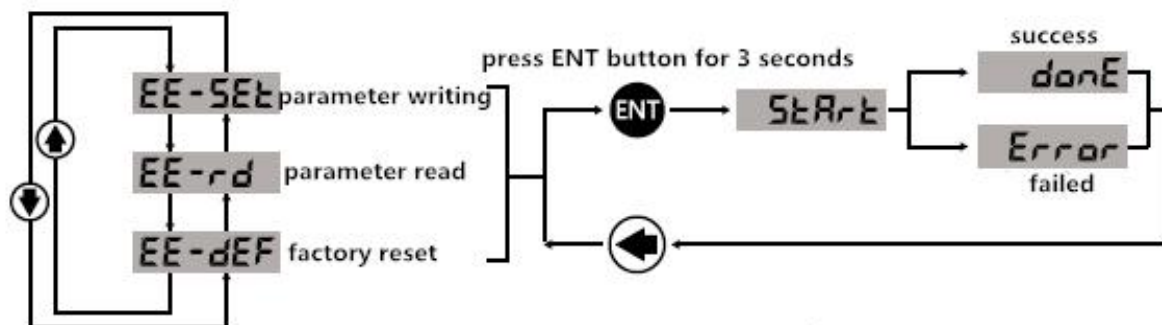 success
press ENT button for 3 seconds
donE
EE-SEt parameter writing
ENT
StArt
EE-rd parameter read
Error
failed
EE-dEF factory reset